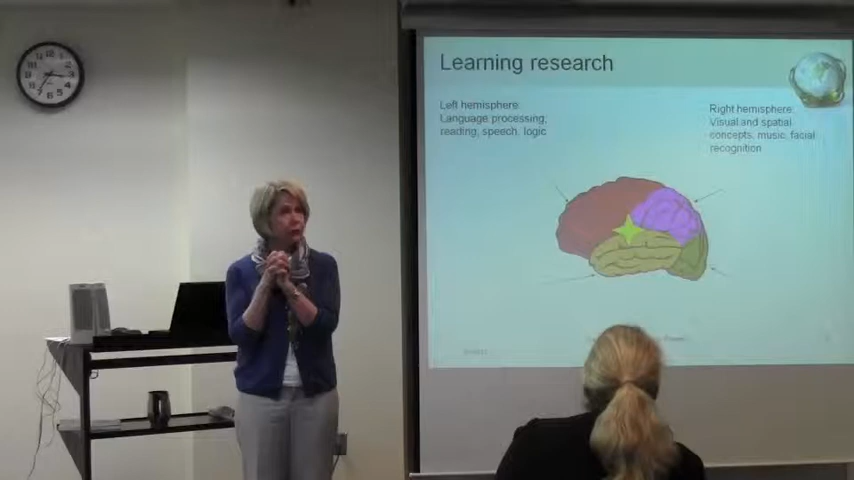 Learning research
Left hemisphere:
Language processing,
reading, speech, logic
Right hemisphere:
Visual and spatial
concepts, music, facial
recognition